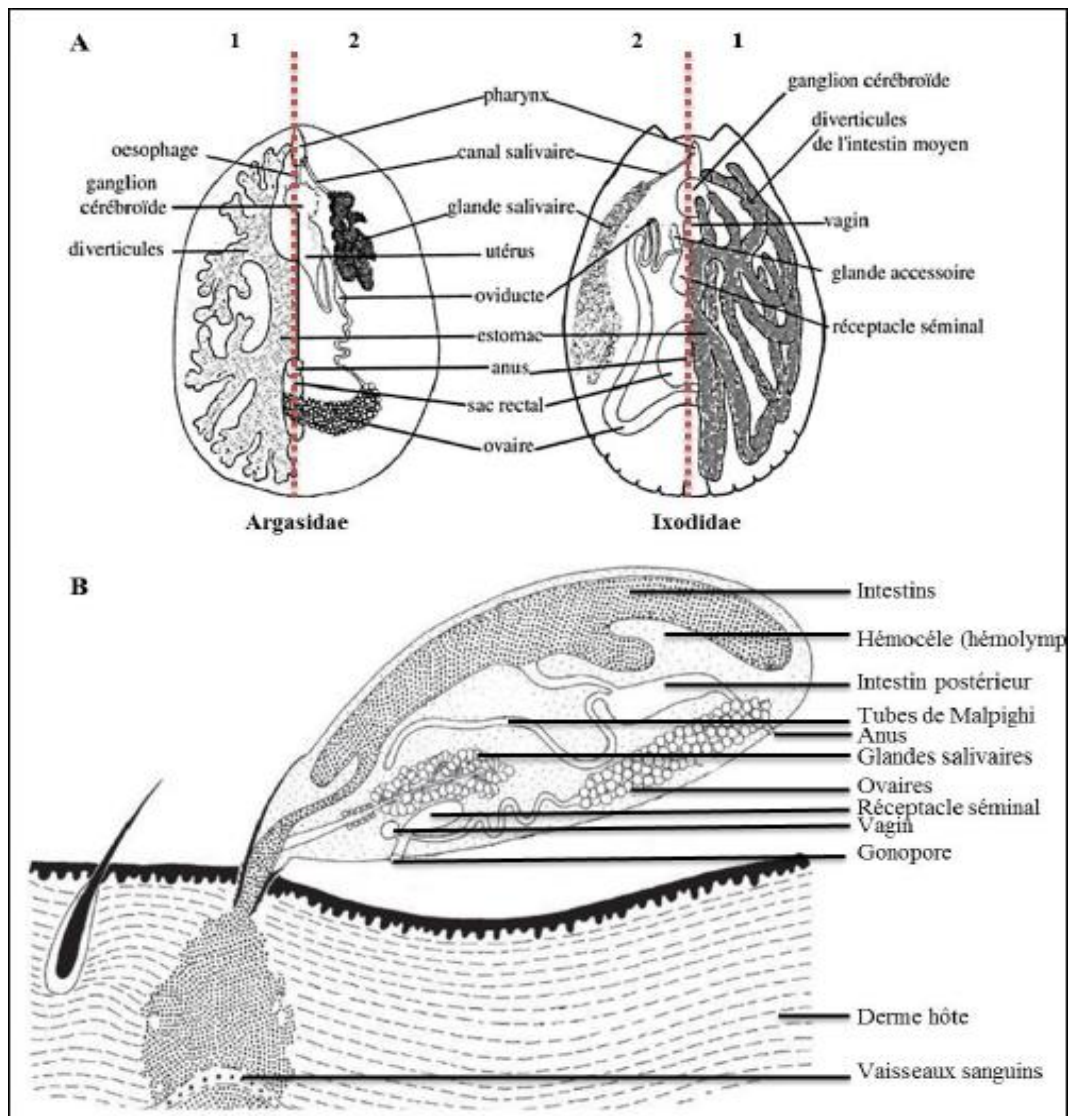 A
1
2
2
1
pharynx
ganglion cérébroïde
oesophage
canal salivaire
diverticules
de l'intestin moyen
ganglion
cérébroïde
glande salivaire
vagin
diverticules
utérus
glande accessoire
oviducte
réceptacle séminal
estomac
anus
sac rectal
ovaire
Argasidae
Ixodidae
B
Intestins
Hémocéle (hémolymp
Intestin postérieur
Tubes de Malpighi
Anus
Glandes salivaires
Ovaires
Réceptacle séminal
Vagin
Gonopore
Derme hôte
Vaisseaux sanguins